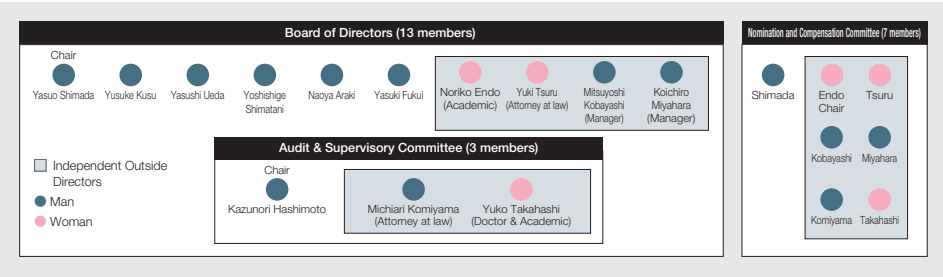 Board of Directors (13 members)
Chair
Yasuo Shimada
Yusuke Kusu
Yasushi Ueda
Yoshishige
Shimatani
Naoya Araki
Yasuki Fukui
Noriko Endo
(Academic)
Yuki Tsuru
(Attorney at law)
Mitsuyoshi
Kobayashi
(Manager)
Koichiro
Miyahara
(Manager)
Audit & Supervisory Committee (3 members)
Chair
Kazunori Hashimoto
Michiari Komiyama
(Attorney at law)
Yuko Takahashi
(Doctor & Academic)
Independent Outside
Directors
Man
Woman
Nomination and Compensation Committee (7 members)
Shimada
Endo
Chair
Tsuru
Kobayashi
Miyahara
Komiyama
Takahashi